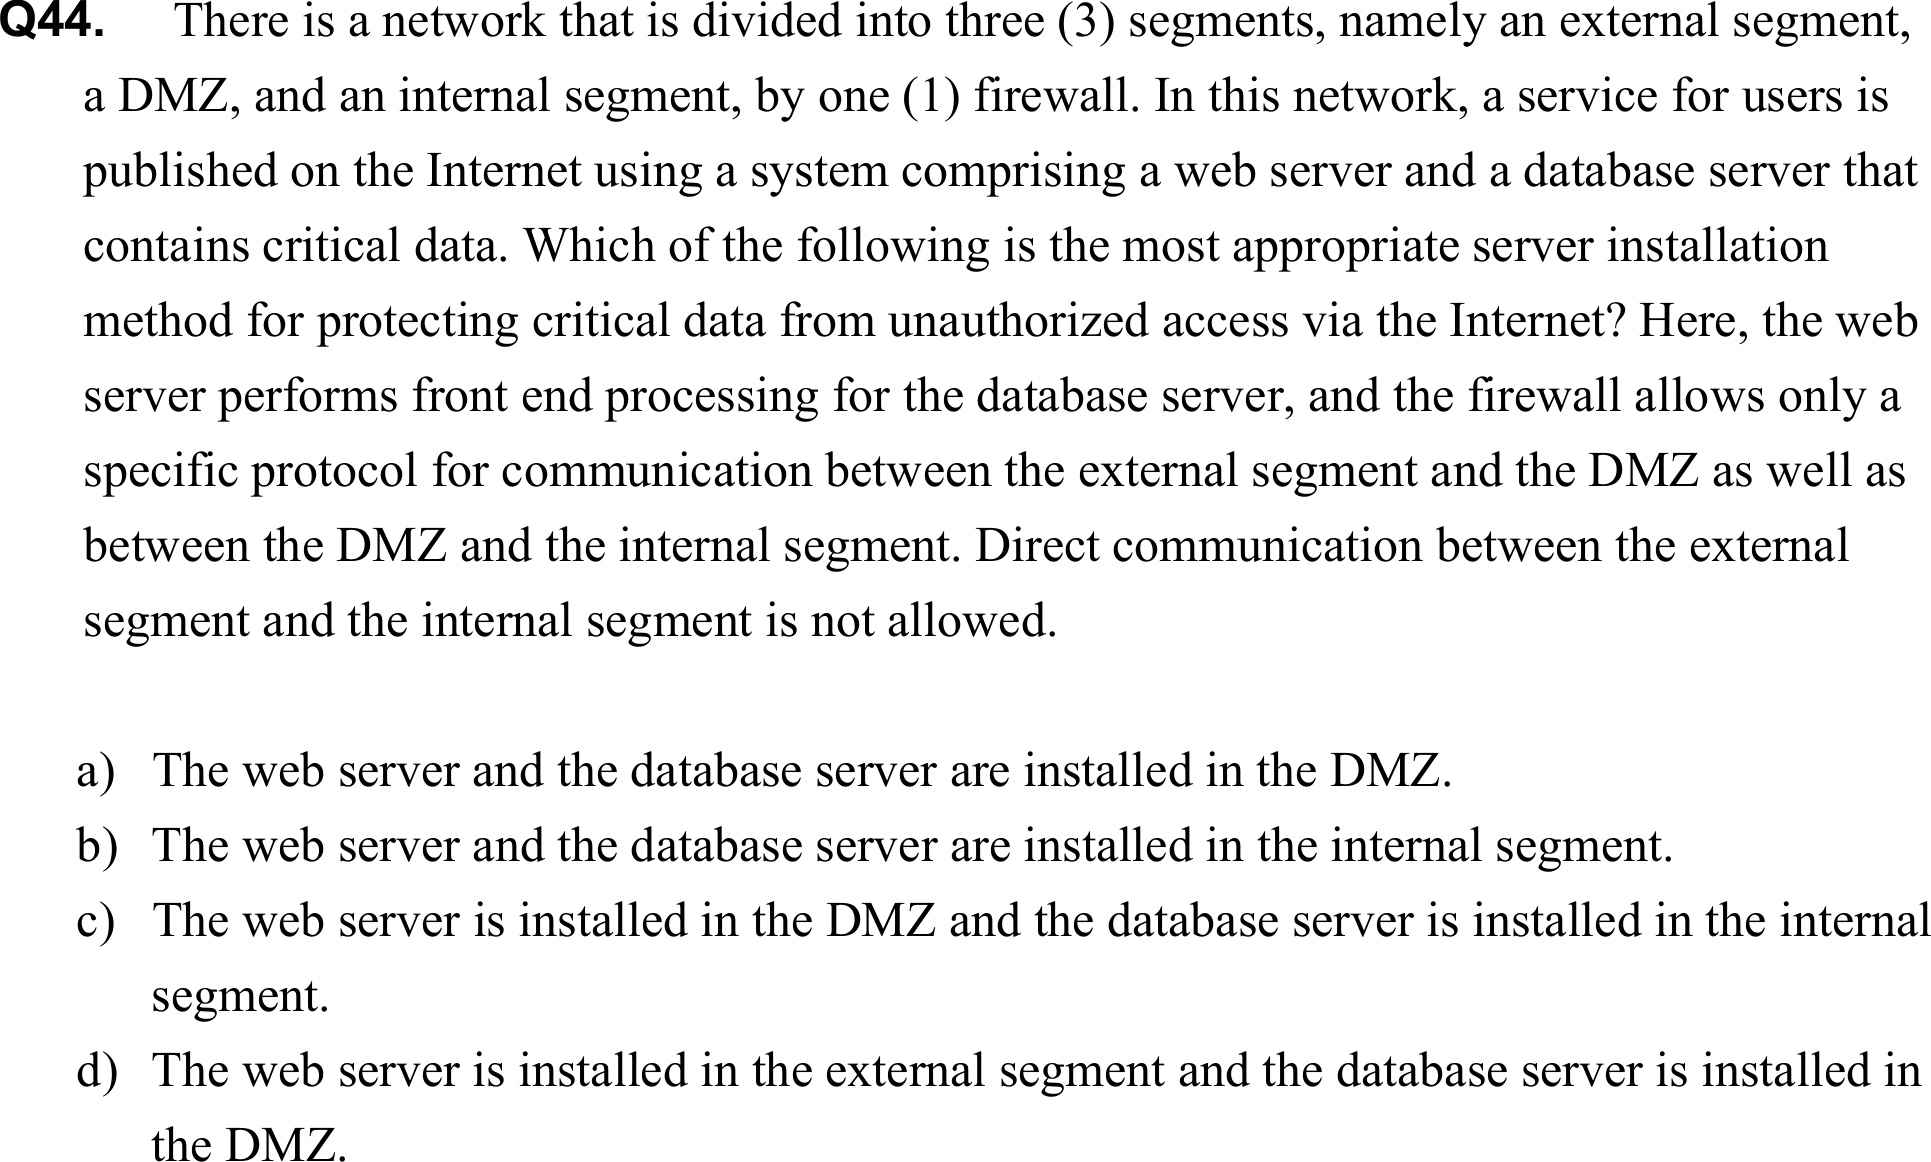 Q44. There is a network that is divided into three (3) segments, namely an external segment,
a DMZ, and an internal segment, by one (1) firewall. In this network, a service for users is
published on the Internet using a system comprising a web server and a database server that
contains critical data. Which of the following is the most appropriate server installation
method for protecting critical data from unauthorized access via the Internet? Here, the web
server performs front end processing for the database server, and the firewall allows only a
specific protocol for communication between the external segment and the DMZ as well as
between the DMZ and the internal segment. Direct communication between the external
segment and the internal segment is not allowed.
a) The web server and the database server are installed in the DMZ.
b) The web server and the database server are installed in the internal segment.
c) The web server is installed in the DMZ and the database server is installed in the internal
segment.
d) The web server is installed in the external segment and the database server is installed in
the DMZ.